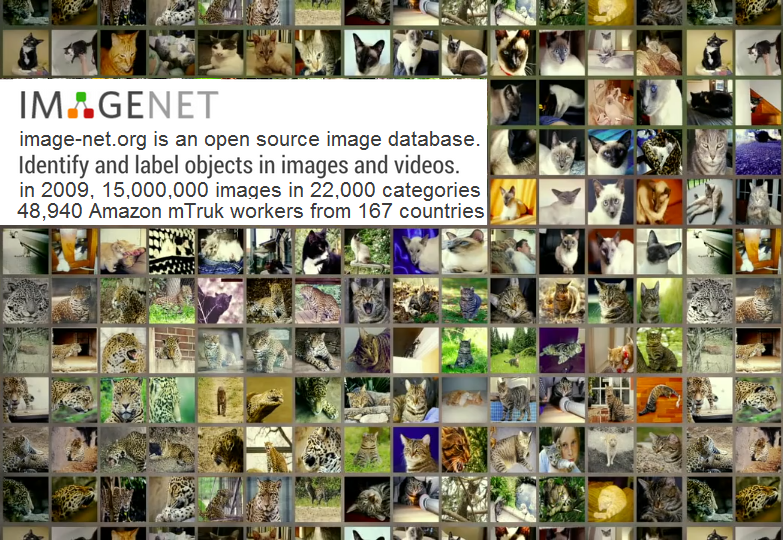 IMAGENET
image-net.org is an open source image database.
Identify and label objects in images and videos.
in 2009, 15,000,000 images in 22,000 categories
48,940 Amazon mTruk workers from 167 countries